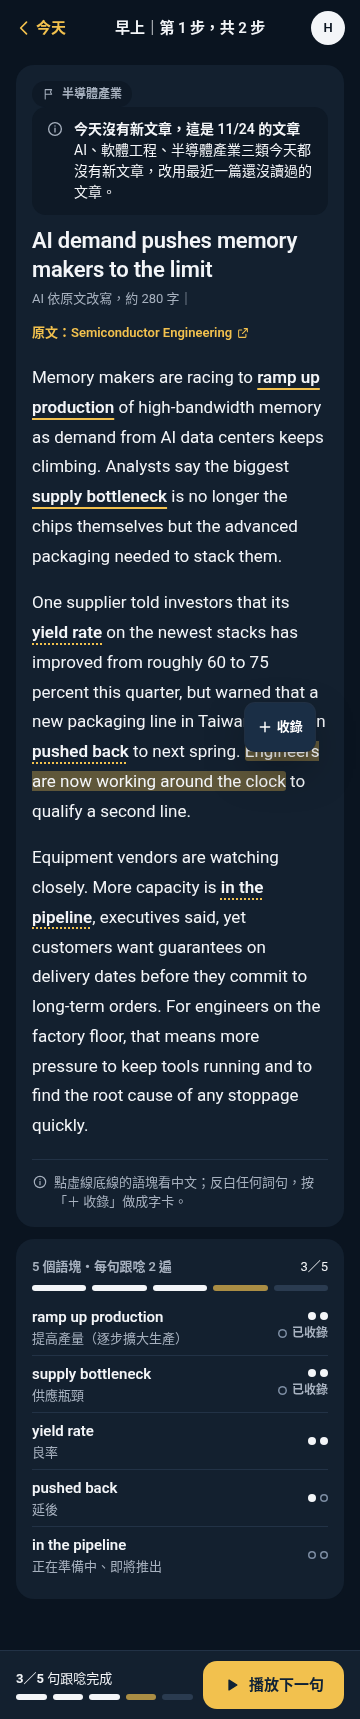 今天
早上｜第 1 步，共 2 步
H
半導體產業
今天沒有新文章，這是 11/24 的文章
AI、軟體工程、半導體產業三類今天都
沒有新文章，改用最近一篇還沒讀過的
文章。
AI demand pushes memory
makers to the limit
AI 依原文改寫，約 280 字｜
原文：Semiconductor Engineering
Memory makers are racing to ramp up
production of high-bandwidth memory
as demand from AI data centers keeps
climbing. Analysts say the biggest
supply bottleneck is no longer the
chips themselves but the advanced
packaging needed to stack them.
One supplier told investors that its
yield rate on the newest stacks has
improved from roughly 60 to 75
percent this quarter, but warned that a
new packaging line in Taiwa n
pushed back to next spring. Engineers
are now working around the clock to
qualify a second line.
＋ 收錄
Equipment vendors are watching
closely. More capacity is in the
pipeline, executives said, yet
customers want guarantees on
delivery dates before they commit to
long-term orders. For engineers on the
factory floor, that means more
pressure to keep tools running and to
find the root cause of any stoppage
quickly.
點虛線底線的語塊看中文；反白任何詞句，按
「＋ 收錄」做成字卡。
5 個語塊・每句跟唸 2 遍
3／5
ramp up production
提高產量（逐步擴大生產）
已收錄
supply bottleneck
供應瓶頸
已收錄
yield rate
良率
pushed back
延後
in the pipeline
正在準備中、即將推出
3／5 句跟唸完成
播放下一句